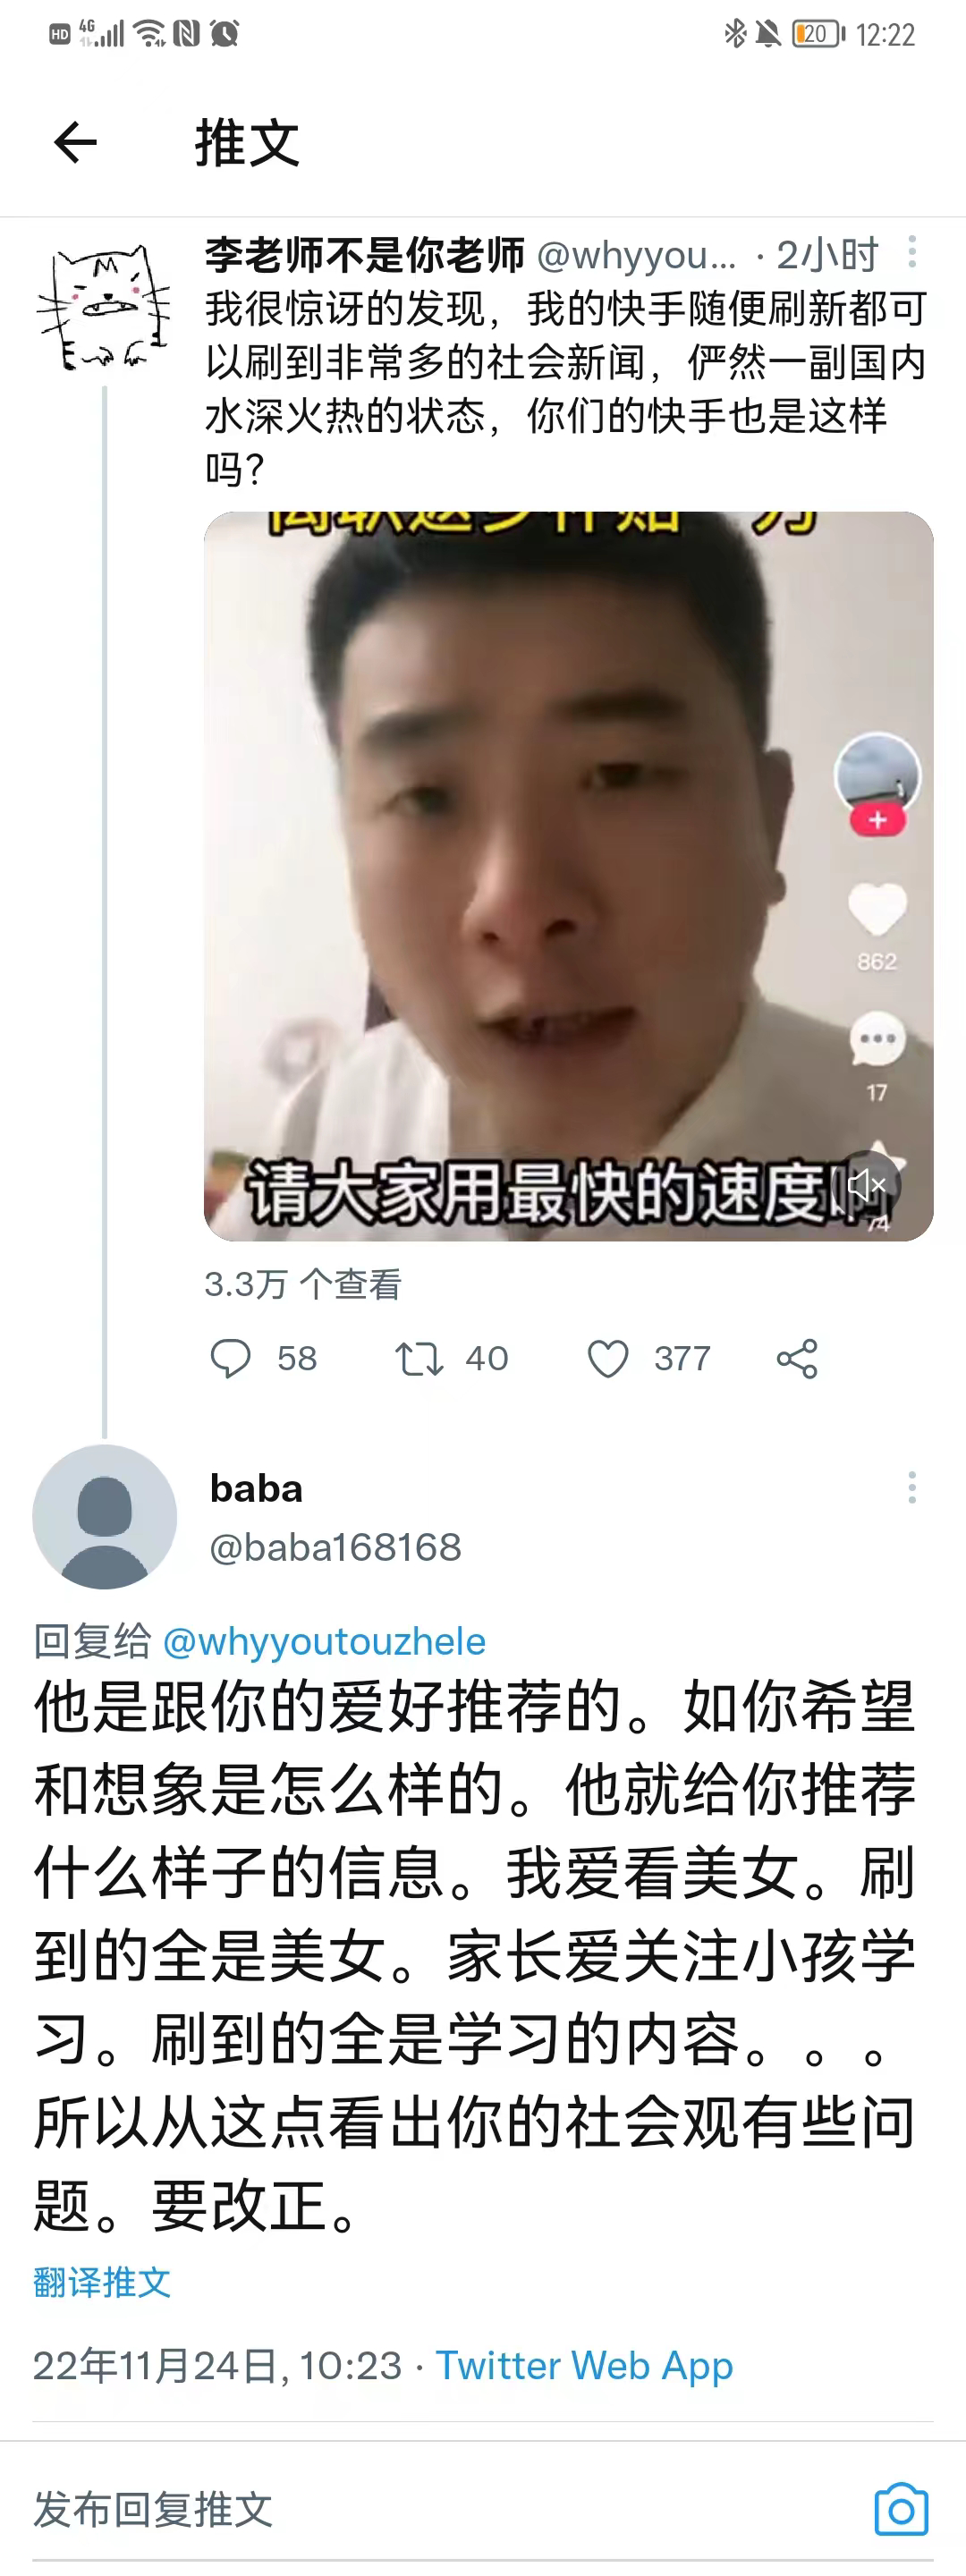 HD 4G 20 12:22
推文
李老师不是你老师 @whyyou... · 2小时
我很惊讶的发现，我的快手随便刷新都可
以刷到非常多的社会新闻，俨然一副国内
水深火热的状态，你们的快手也是这样
吗？
离职返乡补贴一万
862
17
请大家用最快的速度
74
3.3万 个查看
58 40 377
baba
@baba168168
回复给 @whyyoutouzhele
他是跟你的爱好推荐的。如你希望
和想象是怎么样的。他就给你推荐
什么样子的信息。我爱看美女。刷
到的全是美女。家长爱关注小孩学
习。刷到的全是学习的内容。。。
所以从这点看出你的社会观有些问
题。要改正。
翻译推文
22年11月24日, 10:23 · Twitter Web App
发布回复推文